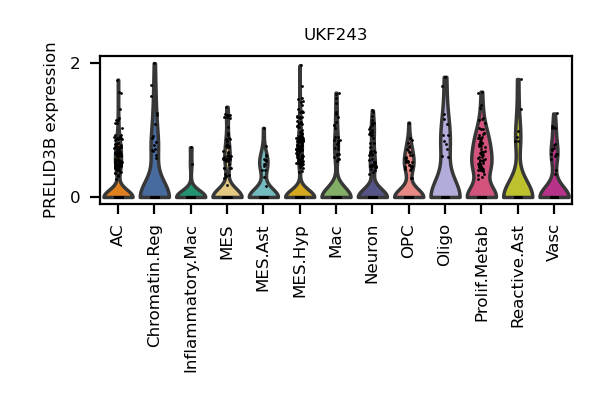 UKF243
PRELID3B expression
2
0
AC
Chromatin.Reg
Inflammatory.Mac
MES
MES.Ast
MES.Hyp
Mac
Neuron
OPC
Oligo
Prolif.Metab
Reactive.Ast
Vasc